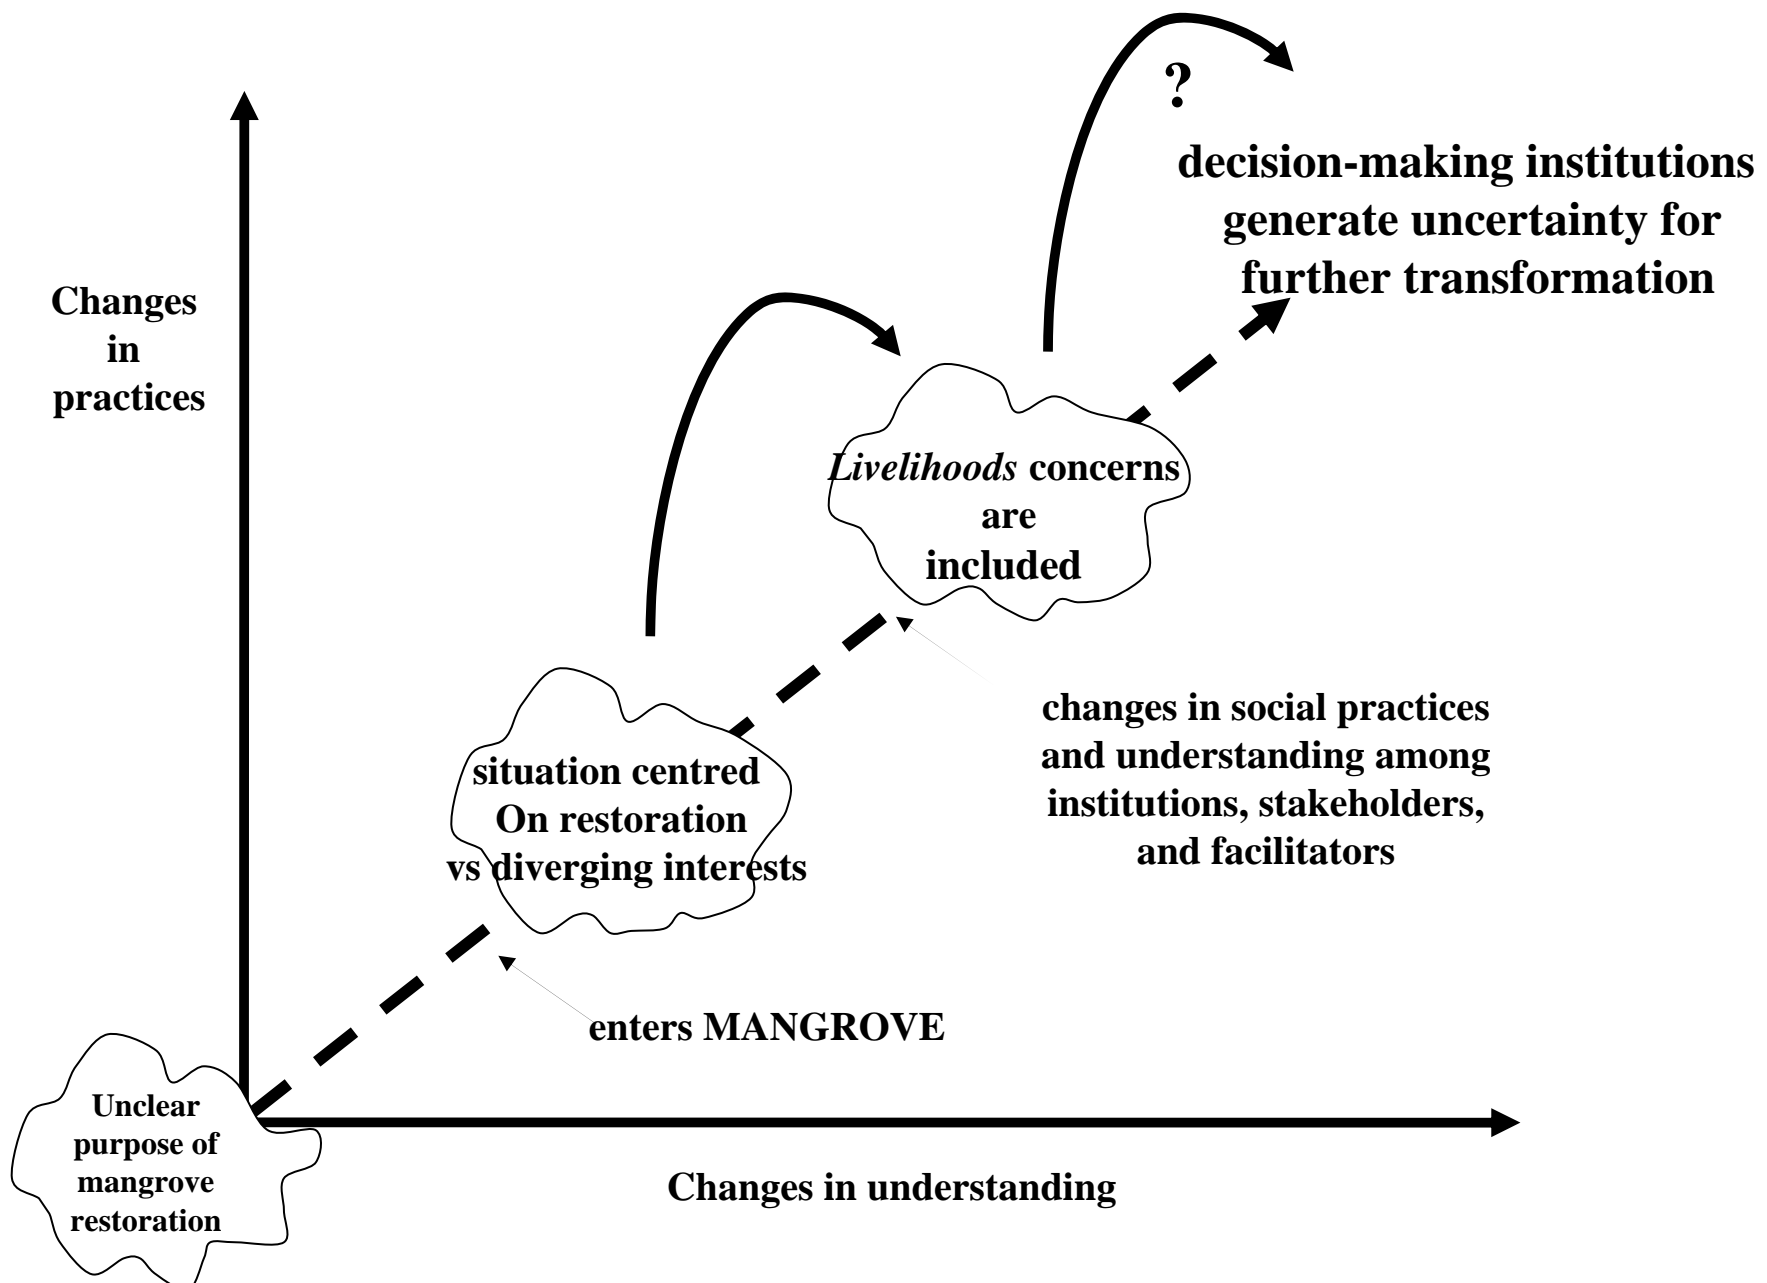 ?
decision-making institutions
generate uncertainty for
further transformation
Changes
in
practices
Livelihoods concerns
are
included
changes in social practices
and understanding among
institutions, stakeholders,
and facilitators
situation centred
On restoration
vs diverging interests
enters MANGROVE
Unclear
purpose of
mangrove
restoration
Changes in understanding